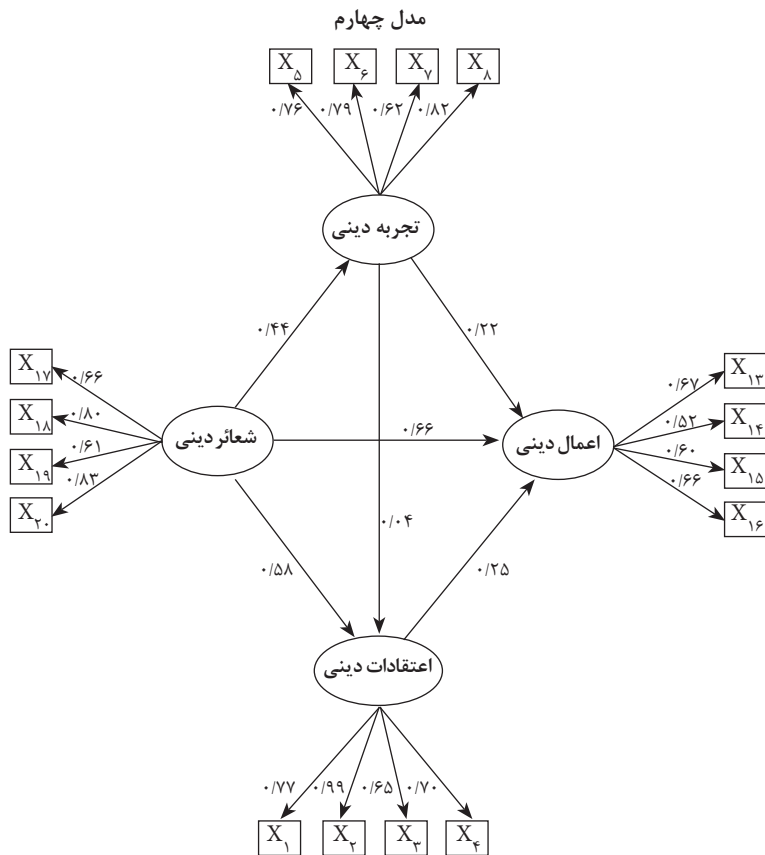 مدل چهارم
X۵ X۶ X۷ X۸
۰/۷۶ ۰/۷۹ ۰/۶۲ ۰/۸۲
تجربه دینی
۰/۴۴ ۰/۲۲
X۱۷ ۰/۶۶
X۱۸ ۰/۸۰
X۱۹ ۰/۶۱
X۲۰ ۰/۸۳
شعائر دینی
۰/۶۶
اعمال دینی
۰/۶۷ X۱۳
۰/۵۲ X۱۴
۰/۶۰ X۱۵
۰/۶۶ X۱۶
۰/۰۴
۰/۵۸ ۰/۲۵
اعتقادات دینی
۰/۷۷ ۰/۹۹ ۰/۶۵ ۰/۷۰
X۱ X۲ X۳ X۴